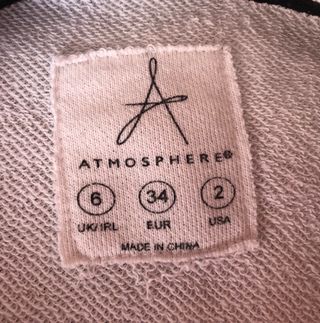 A
ATMOSPHERE®
6 34 2
UK/IRL EUR USA
MADE IN CHINA